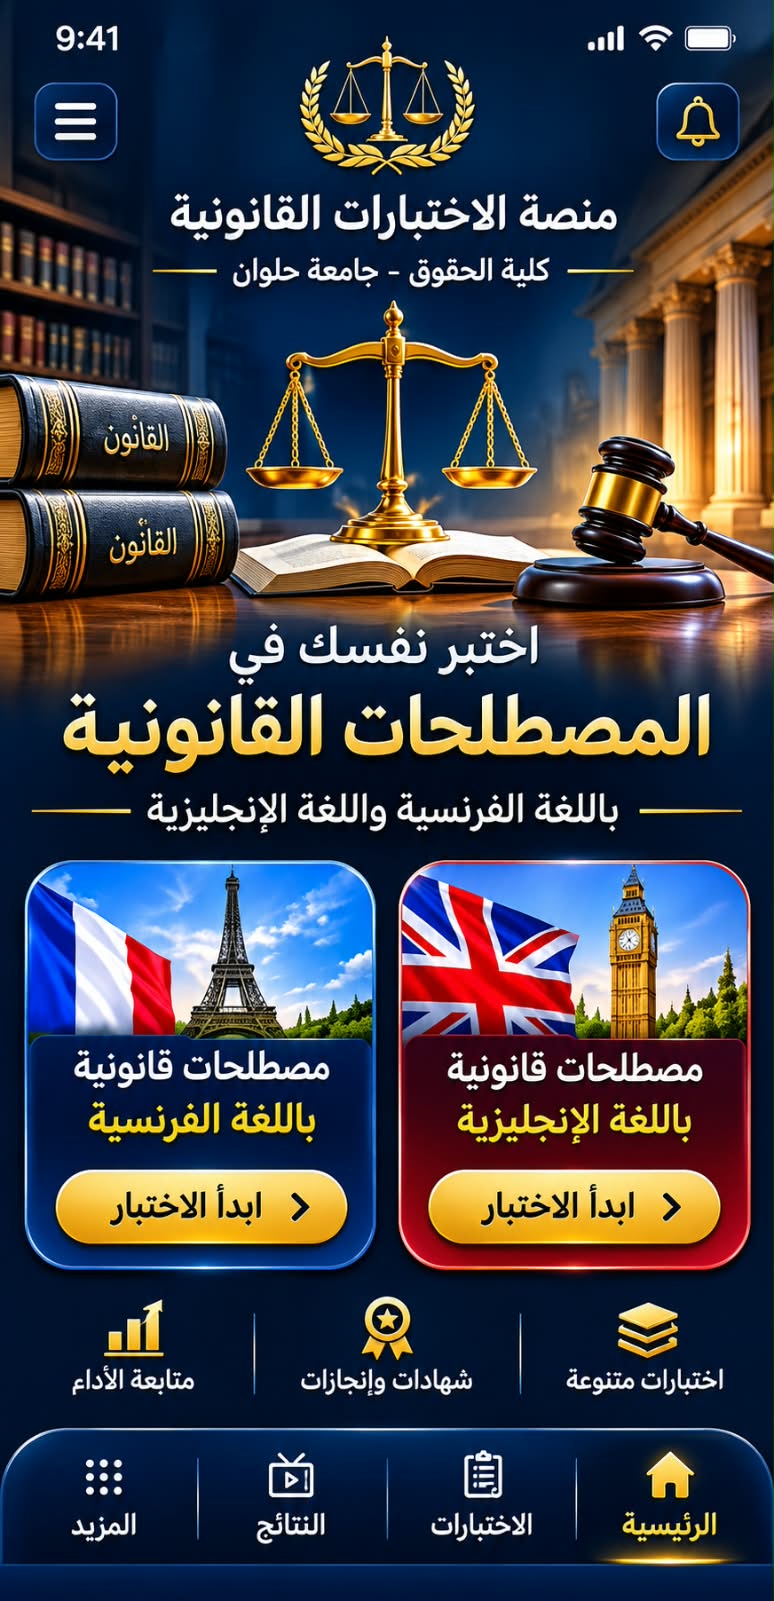 9:41
منصة الاختبارات القانونية
كلية الحقوق - جامعة حلوان
القانون
القانون
اختبر نفسك في
المصطلحات القانونية
باللغة الفرنسية واللغة الإنجليزية
مصطلحات قانونية
باللغة الإنجليزية
ابدأ الاختبار
مصطلحات قانونية
باللغة الفرنسية
ابدأ الاختبار
اختبارات متنوعة
شهادات وإنجازات
متابعة الأداء
الرئيسية
الاختبارات
النتائج
المزيد